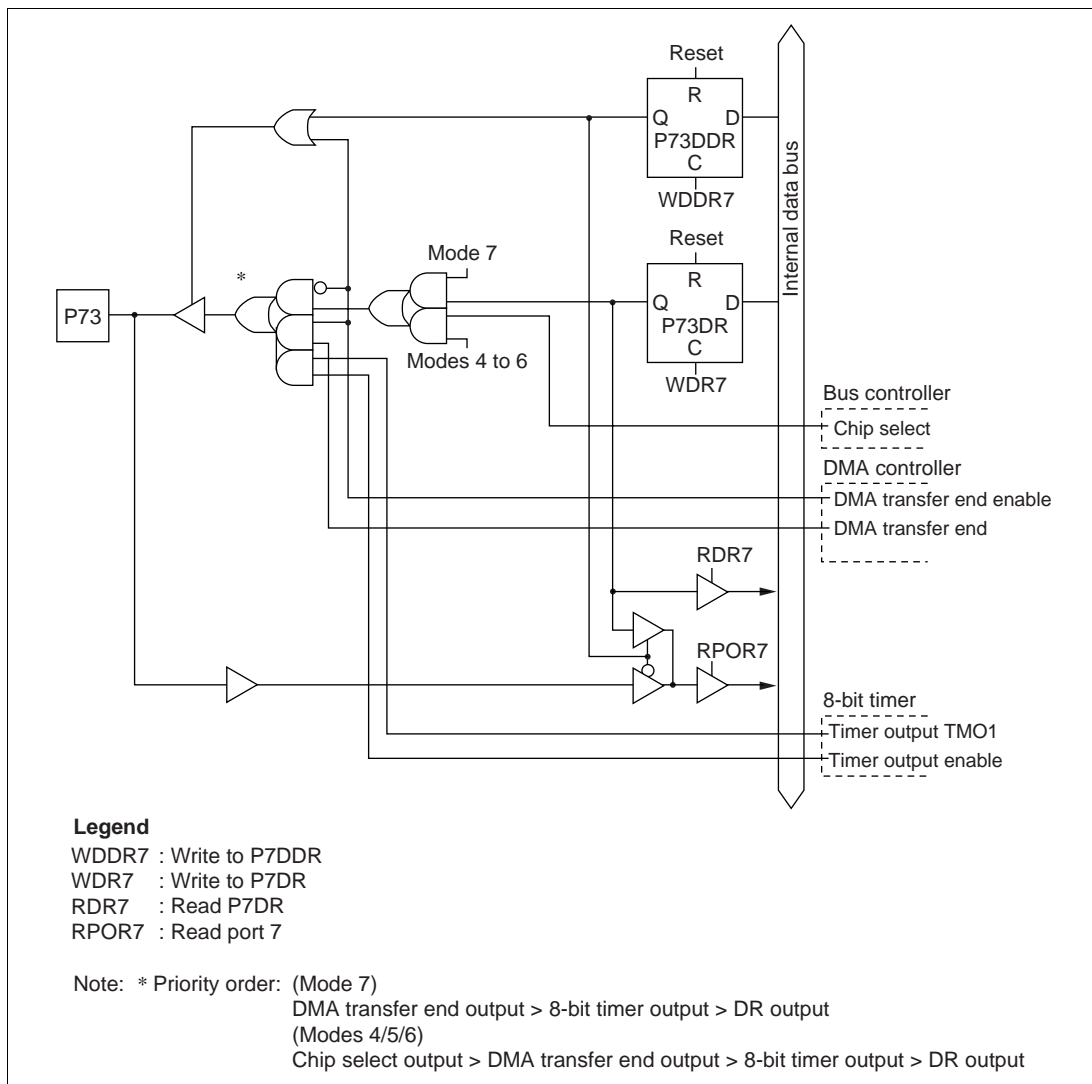 Reset
R
Q D
P73DDR
C
WDDR7
Internal data bus
Reset
R
Q D
P73DR
C
WDR7
Mode 7
*
P73
Modes 4 to 6
Bus controller
Chip select
DMA controller
DMA transfer end enable
DMA transfer end
RDR7
RPOR7
8-bit timer
Timer output TMO1
Timer output enable
Legend
WDDR7 : Write to P7DDR
WDR7 : Write to P7DR
RDR7 : Read P7DR
RPOR7 : Read port 7
Note: * Priority order: (Mode 7)
DMA transfer end output > 8-bit timer output > DR output
(Modes 4/5/6)
Chip select output > DMA transfer end output > 8-bit timer output > DR output